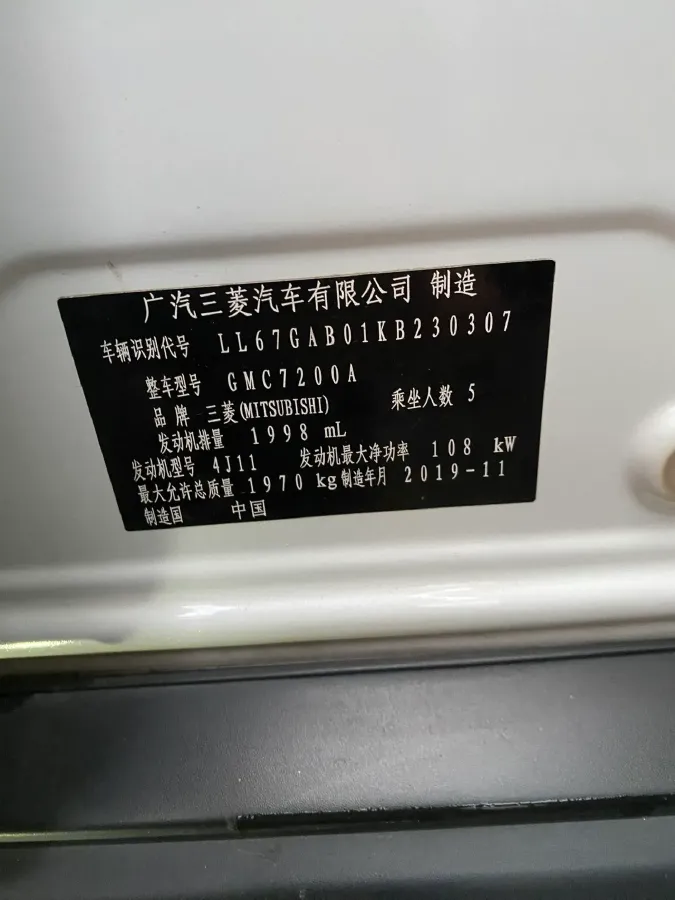 广汽三菱汽车有限公司 制造
车辆识别代号 LL67GAB01KB230307
整车型号 GMC7200A
品 牌 三菱(MITSUBISHI) 乘坐人数 5
发动机排量 1998 mL
发动机型号 4J11 发动机最大净功率 108 kW
最大允许总质量 1970 kg 制造年月 2019-11
制造国 中国